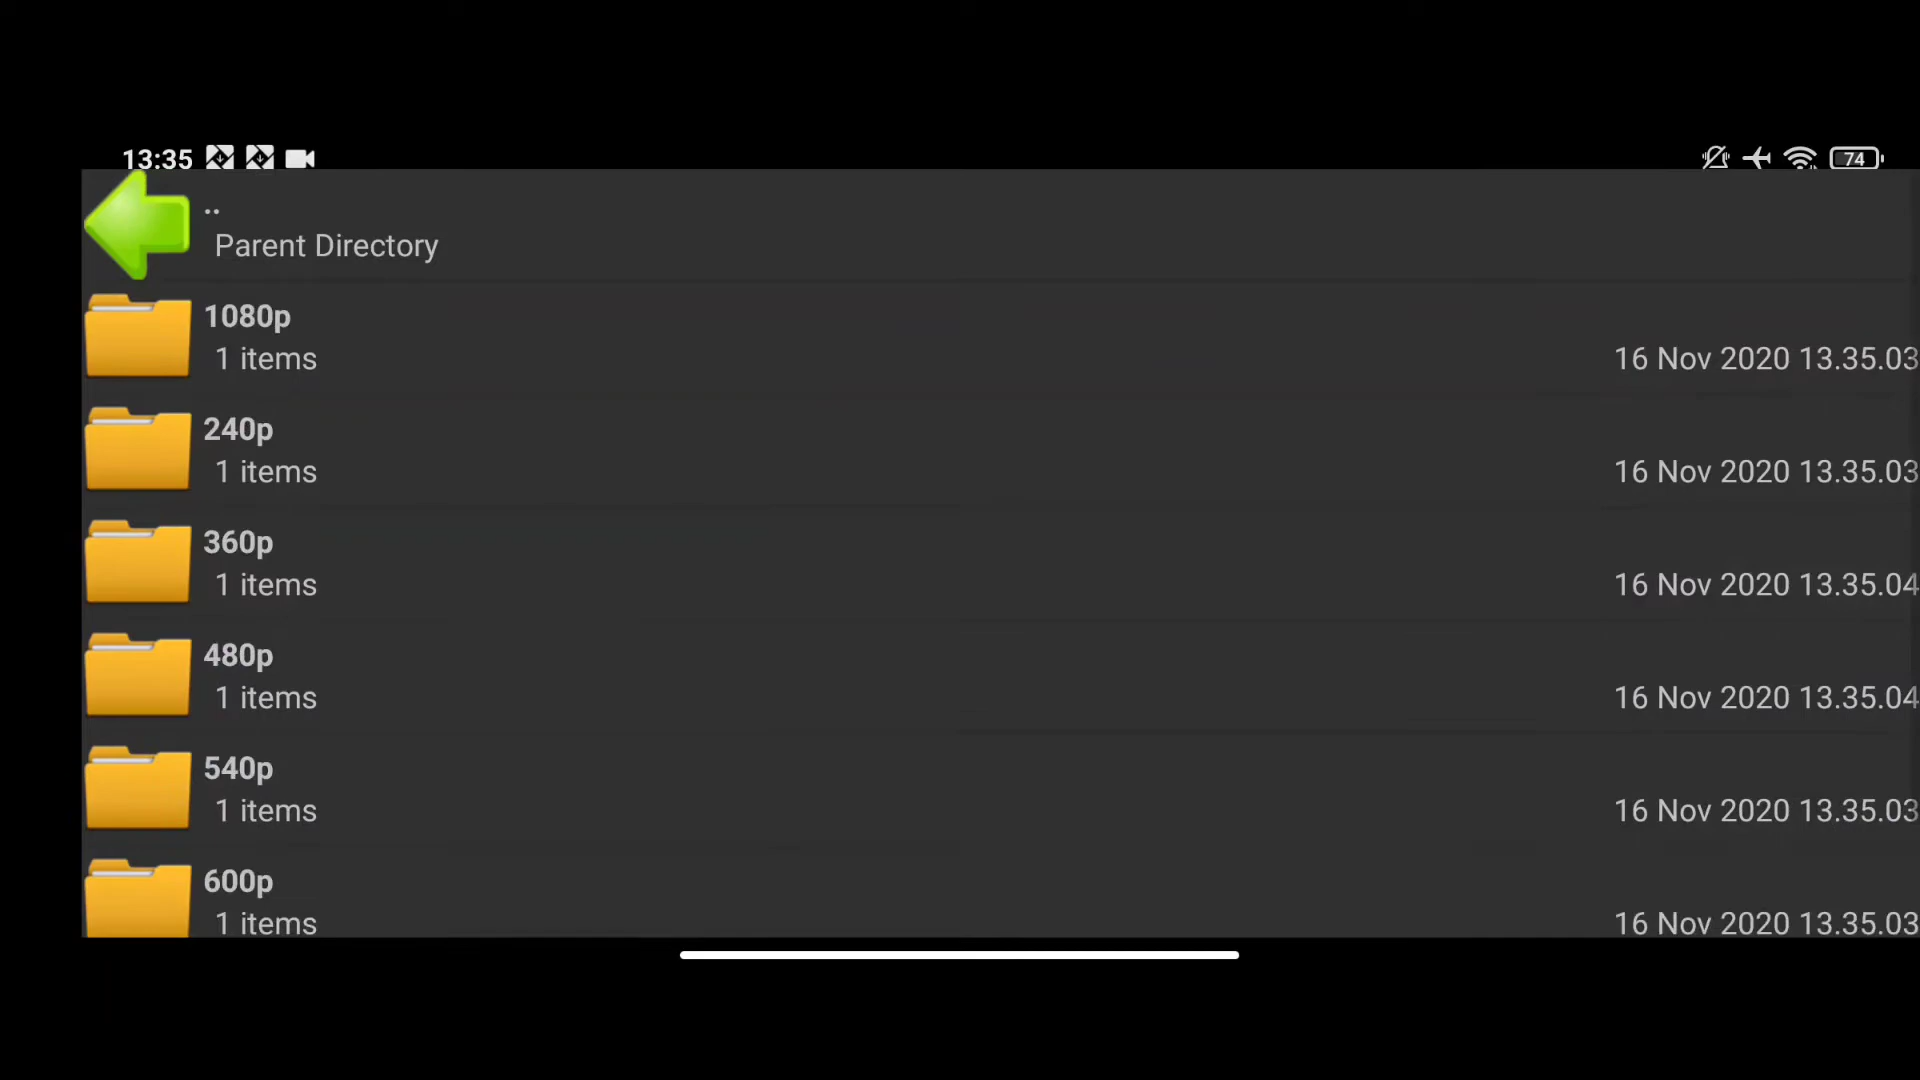 13:35
74
..
Parent Directory
1080p
1 items
16 Nov 2020 13.35.03
240p
1 items
16 Nov 2020 13.35.03
360p
1 items
16 Nov 2020 13.35.04
480p
1 items
16 Nov 2020 13.35.04
540p
1 items
16 Nov 2020 13.35.03
600p
1 items
16 Nov 2020 13.35.03